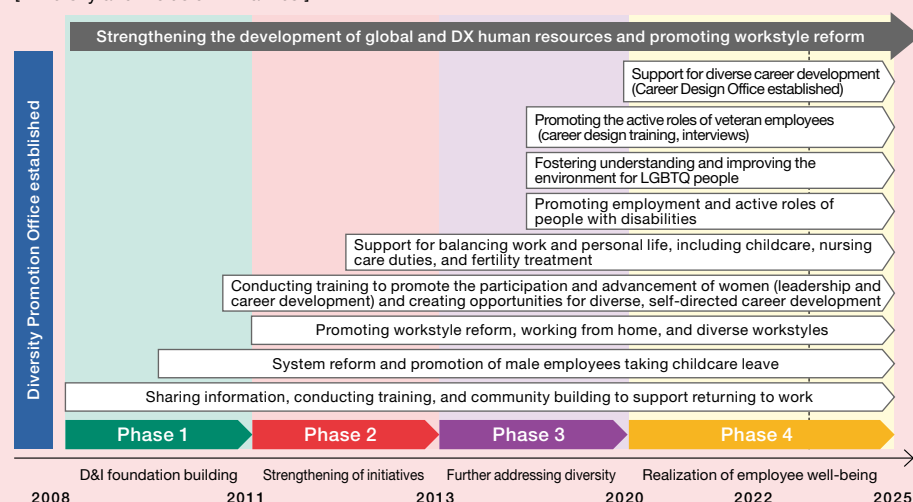 Strengthening the development of global and DX human resources and promoting workstyle reform
Diversity Promotion Office established
Support for diverse career development
(Career Design Office established)
Promoting the active roles of veteran employees
(career design training, interviews)
Fostering understanding and improving the
environment for LGBTQ people
Promoting employment and active roles of
people with disabilities
Support for balancing work and personal life, including childcare, nursing
care duties, and fertility treatment
Conducting training to promote the participation and advancement of women (leadership and
career development) and creating opportunities for diverse, self-directed career development
Promoting workstyle reform, working from home, and diverse workstyles
System reform and promotion of male employees taking childcare leave
Sharing information, conducting training, and community building to support returning to work
Phase 1
Phase 2
Phase 3
Phase 4
D&I foundation building
Strengthening of initiatives
Further addressing diversity
Realization of employee well-being
2008
2011
2013
2020
2022
2025